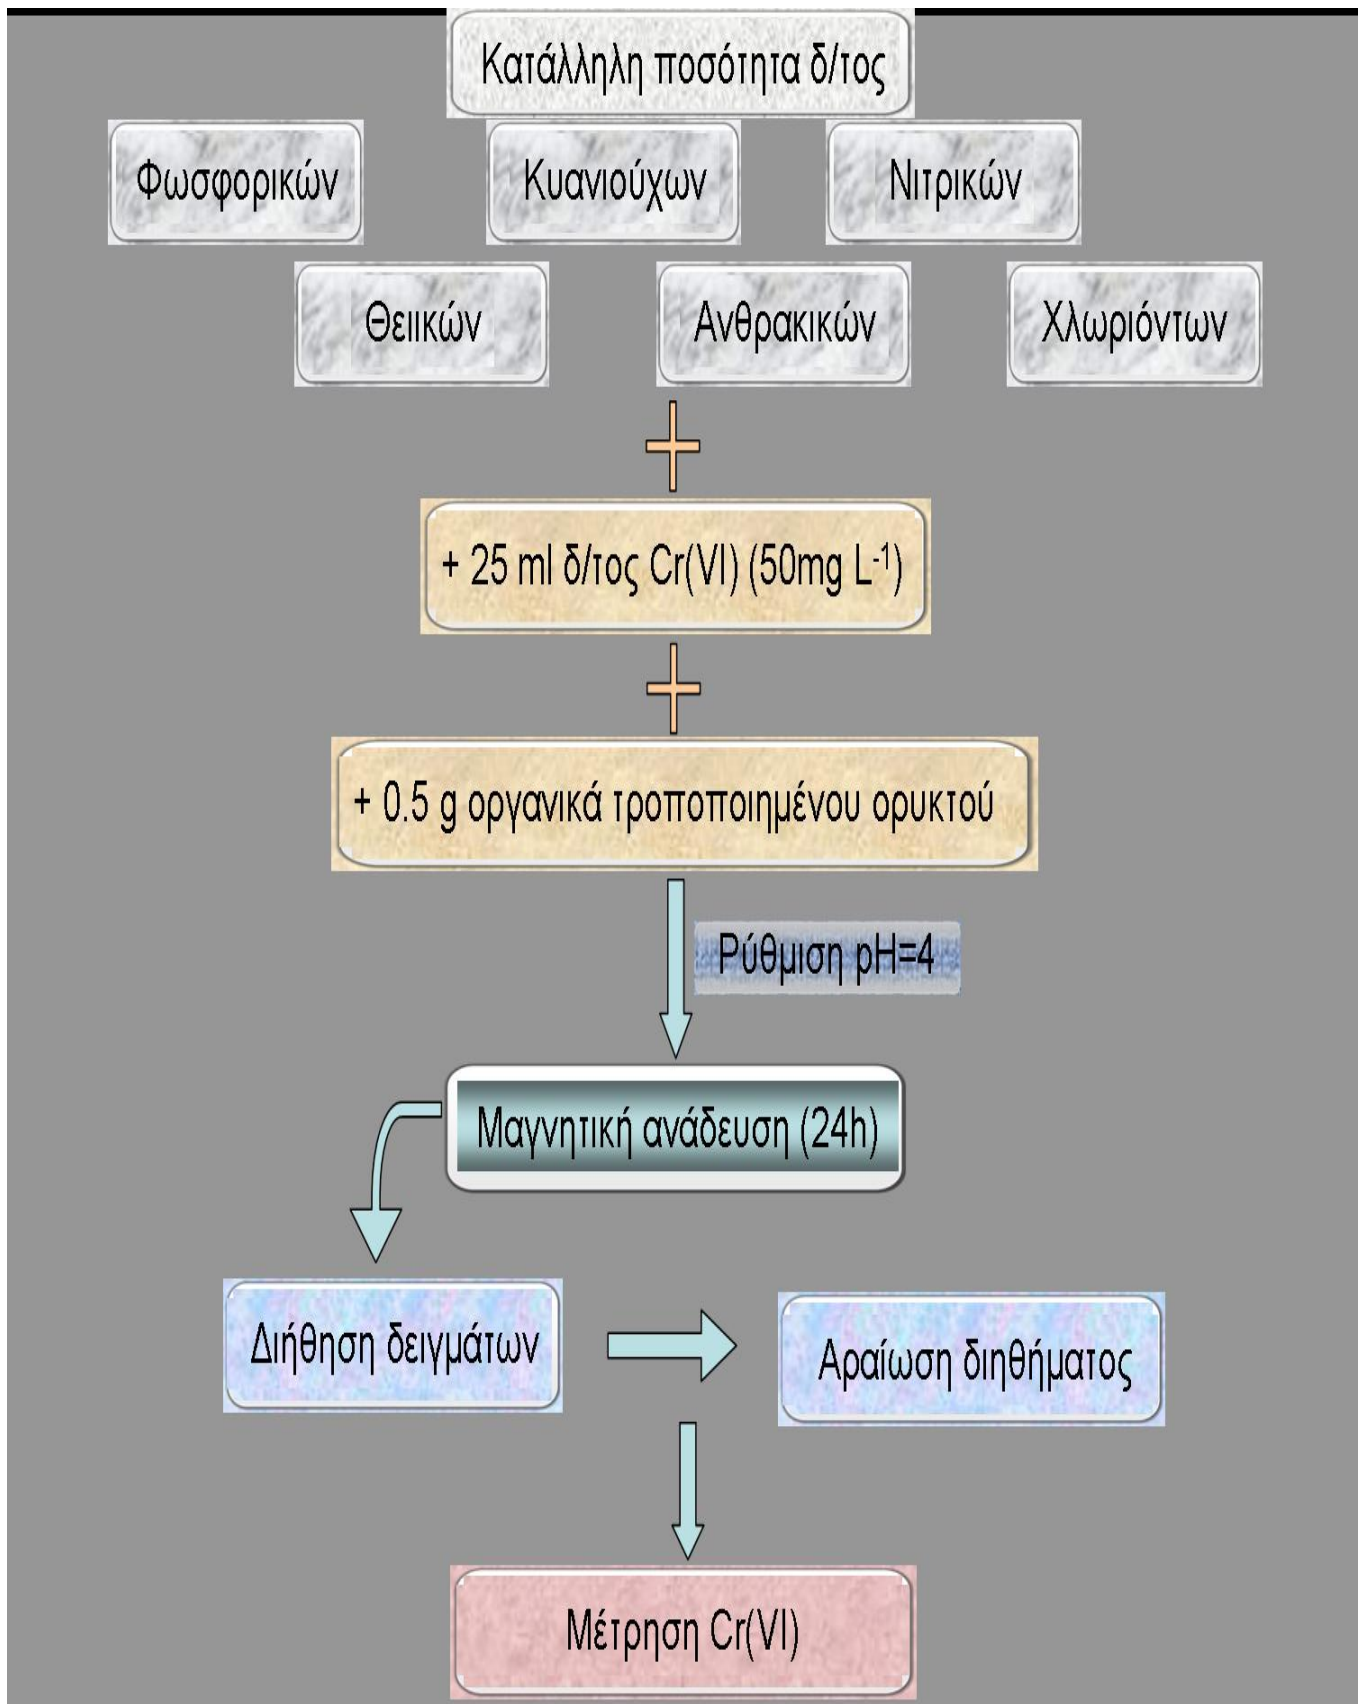 Κατάλληλη ποσότητα δ/τος
Φωσφορικών
Κυανιούχων
Νιτρικών
Θειικών
Ανθρακικών
Χλωριόντων
+ 25 ml δ/τος Cr(VI) (50mg L⁻¹)
+ 0.5 g οργανικά τροποποιημένου ορυκτού
Ρύθμιση pH=4
Μαγνητική ανάδευση (24h)
Διήθηση δειγμάτων
Αραίωση διηθήματος
Μέτρηση Cr(VI)